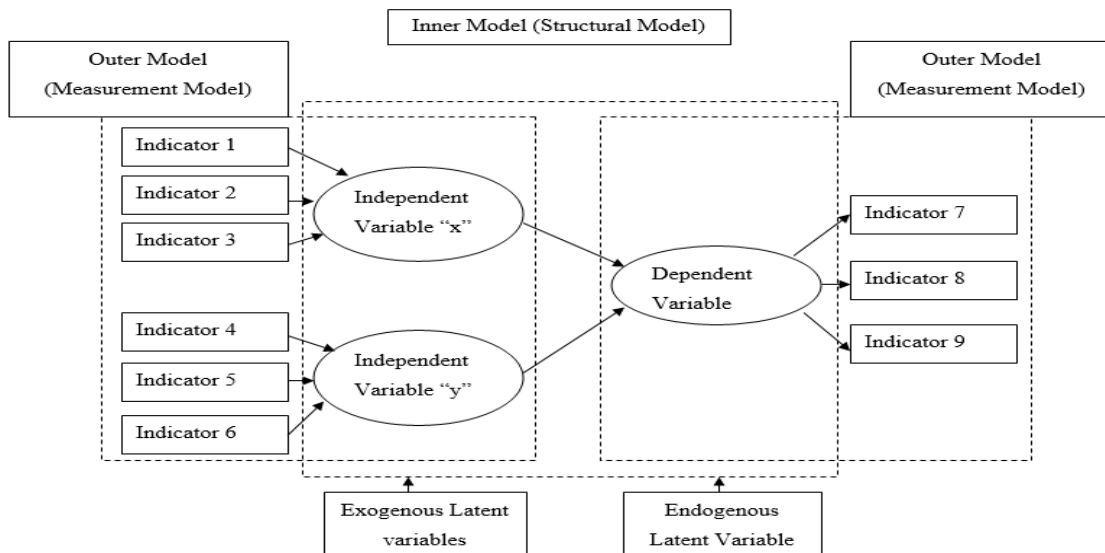 Inner Model (Structural Model)
Outer Model
(Measurement Model)
Outer Model
(Measurement Model)
Indicator 1
Indicator 2
Indicator 3
Independent
Variable “x”
Indicator 4
Indicator 5
Indicator 6
Independent
Variable “y”
Dependent
Variable
Indicator 7
Indicator 8
Indicator 9
Exogenous Latent
variables
Endogenous
Latent Variable